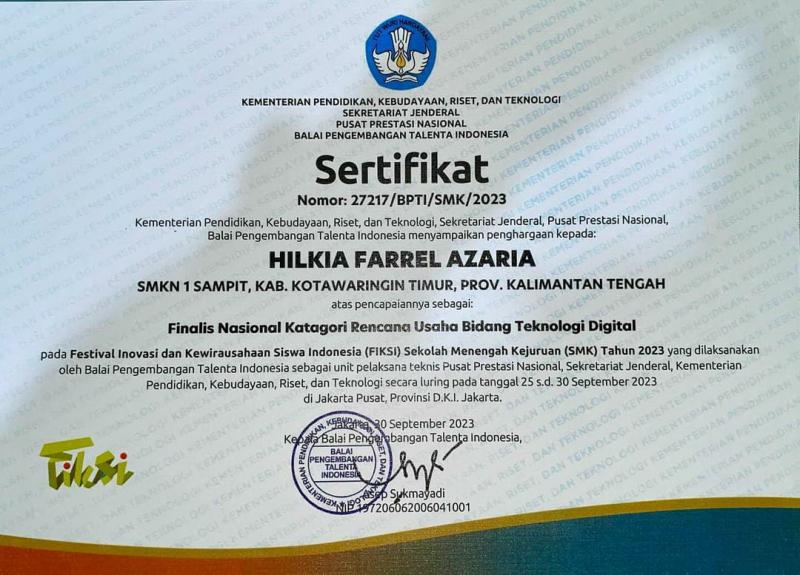 TUT WURI HANDAYANI
KEMENTERIAN PENDIDIKAN, KEBUDAYAAN, RISET, DAN TEKNOLOGI
SEKRETARIAT JENDERAL
PUSAT PRESTASI NASIONAL
BALAI PENGEMBANGAN TALENTA INDONESIA
Sertifikat
Nomor: 27217/BPTI/SMK/2023
Kementerian Pendidikan, Kebudayaan, Riset, dan Teknologi, Sekretariat Jenderal, Pusat Prestasi Nasional,
Balai Pengembangan Talenta Indonesia menyampaikan penghargaan kepada:
HILKIA FARREL AZARIA
SMKN 1 SAMPIT, KAB. KOTAWARINGIN TIMUR, PROV. KALIMANTAN TENGAH
atas pencapaiannya sebagai:
Finalis Nasional Katagori Rencana Usaha Bidang Teknologi Digital
pada Festival Inovasi dan Kewirausahaan Siswa Indonesia (FIKSI) Sekolah Menengah Kejuruan (SMK) Tahun 2023 yang dilaksanakan
oleh Balai Pengembangan Talenta Indonesia sebagai unit pelaksana teknis Pusat Prestasi Nasional, Sekretariat Jenderal, Kementerian
Pendidikan, Kebudayaan, Riset, dan Teknologi secara luring pada tanggal 25 s.d. 30 September 2023
di Jakarta Pusat, Provinsi D.K.I. Jakarta.
Jakarta, 30 September 2023
Kepala Balai Pengembangan Talenta Indonesia,
KEMENTERIAN PENDIDIKAN, KEBUDAYAAN, RISET, DAN TEKNOLOGI
BALAI
PENGEMBANGAN
TALENTA
INDONESIA
Fiksi
Asep Sukmayadi
NIP 197206062006041001